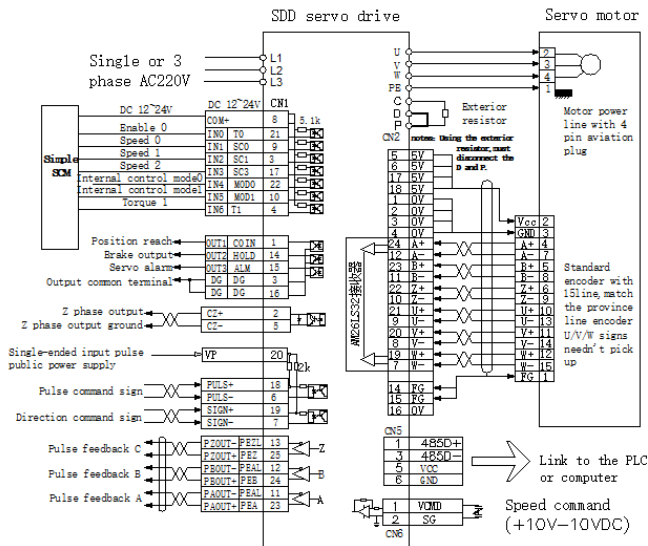 SDD servo drive
Servo motor
Single or 3
phase AC220V
L1
L2
L3
U
V
W
PE
C
D
P
2
3
4
1
Exterior
resistor
Motor power
line with 4
pin aviation
plug
notes: Using the exterior
resistor, must
disconnect the
D and P.
DC 12~24V
DC 12~24V
CN1
5.1k
Simple
SCM
COM+ 8
Enable 0 IN0 T0 21
Speed 0 IN1 SC0 9
Speed 1 IN2 SC1 3
Speed 2 IN3 SC3 17
Internal control mode0 IN4 MOD0 22
Internal control mode1 IN5 MOD1 10
Torque 1 IN6 T1 4
Position reach OUT1 COIN 1
Brake output OUT2 HOLD 14
Servo alarm OUT3 ALM 15
Output common terminal DG DG 3
DG DG 16
Z phase output CZ+ 2
Z phase output ground CZ- 5
Single-ended input pulse
public power supply
VP 20
2k
Pulse command sign PULS+ 18
PULS- 6
Direction command sign SIGN+ 19
SIGN- 7
Pulse feedback C PZOUT- PEZL 13 Z
PZOUT+ PEZ 25
Pulse feedback B PBOUT- PEAL 12 B
PBOUT+ PEB 24
Pulse feedback A PAOUT- PEAL 11 A
PAOUT+ PEA 23
CN2
5 5V
6 5V
17 5V
18 5V
1 0V
2 0V
3 0V
4 0V
24 A+
12 A-
23 B+
11 B-
22 Z+
10 Z-
21 U+
9 U-
20 V+
8 V-
19 W+
7 W-
14 FG
15 FG
16 0V
AM26LS32接收器
Vcc 2
GND 3
A+ 4
A- 7
B+ 5
B- 8
Z+ 6
Z- 9
U+ 10
U- 13
V+ 11
V- 14
W+ 12
W- 15
FG 1
Standard
encoder with
15line, match
the province
line encoder
U/V/W signs
needn't pick
up
CN5
1 485D+
3 485D-
5 VCC
6 GND
Link to the PLC
or computer
1 VCMD
2 SG
CN6
Speed command
(+10V-10VDC)